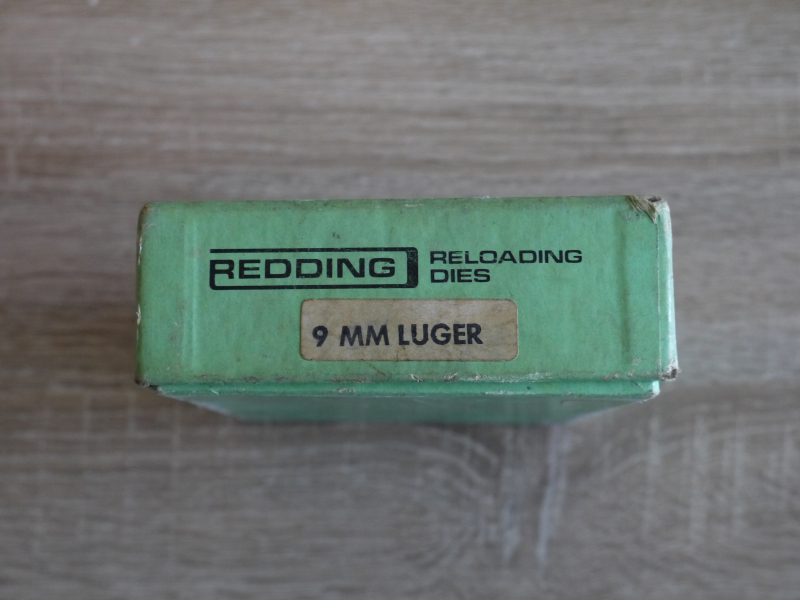 REDDING RELOADING
DIES
9 MM LUGER